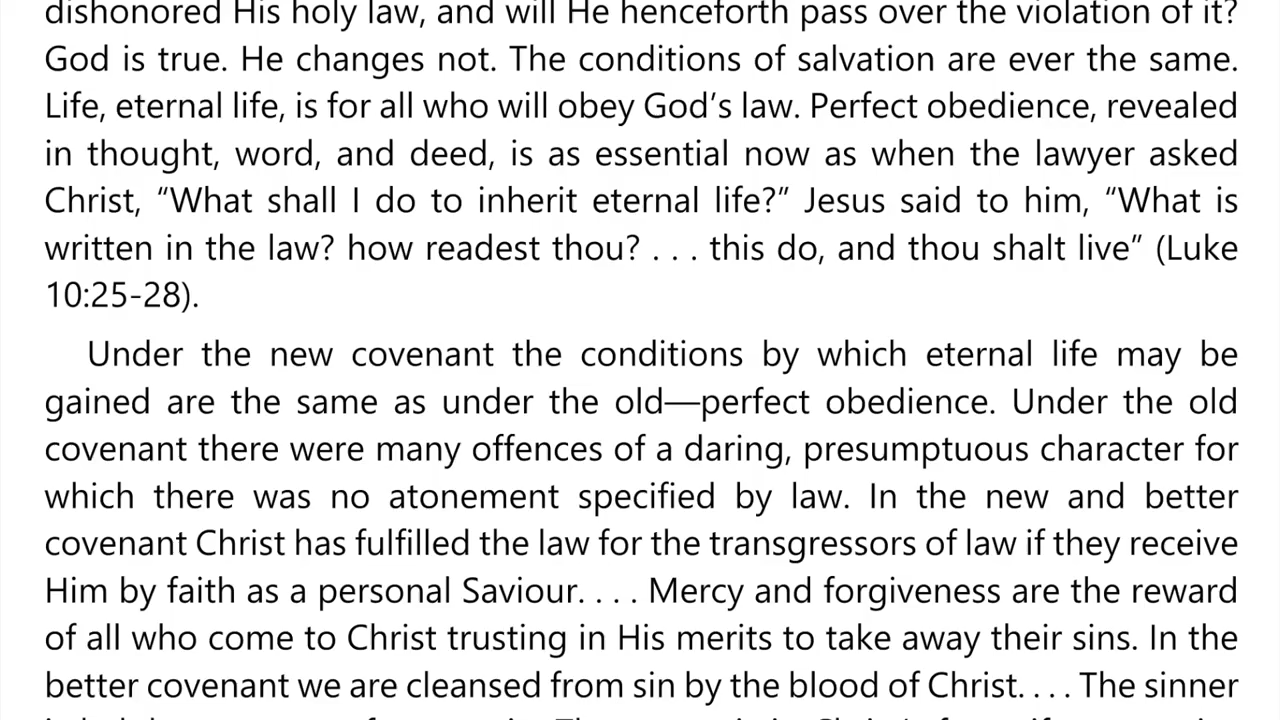 dishonored His holy law, and will He henceforth pass over the violation of it?
God is true. He changes not. The conditions of salvation are ever the same.
Life, eternal life, is for all who will obey God’s law. Perfect obedience, revealed
in thought, word, and deed, is as essential now as when the lawyer asked
Christ, “What shall I do to inherit eternal life?” Jesus said to him, “What is
written in the law? how readest thou? . . . this do, and thou shalt live” (Luke
10:25-28).
Under the new covenant the conditions by which eternal life may be
gained are the same as under the old—perfect obedience. Under the old
covenant there were many offences of a daring, presumptuous character for
which there was no atonement specified by law. In the new and better
covenant Christ has fulfilled the law for the transgressors of law if they receive
Him by faith as a personal Saviour. . . . Mercy and forgiveness are the reward
of all who come to Christ trusting in His merits to take away their sins. In the
better covenant we are cleansed from sin by the blood of Christ. . . . The sinner